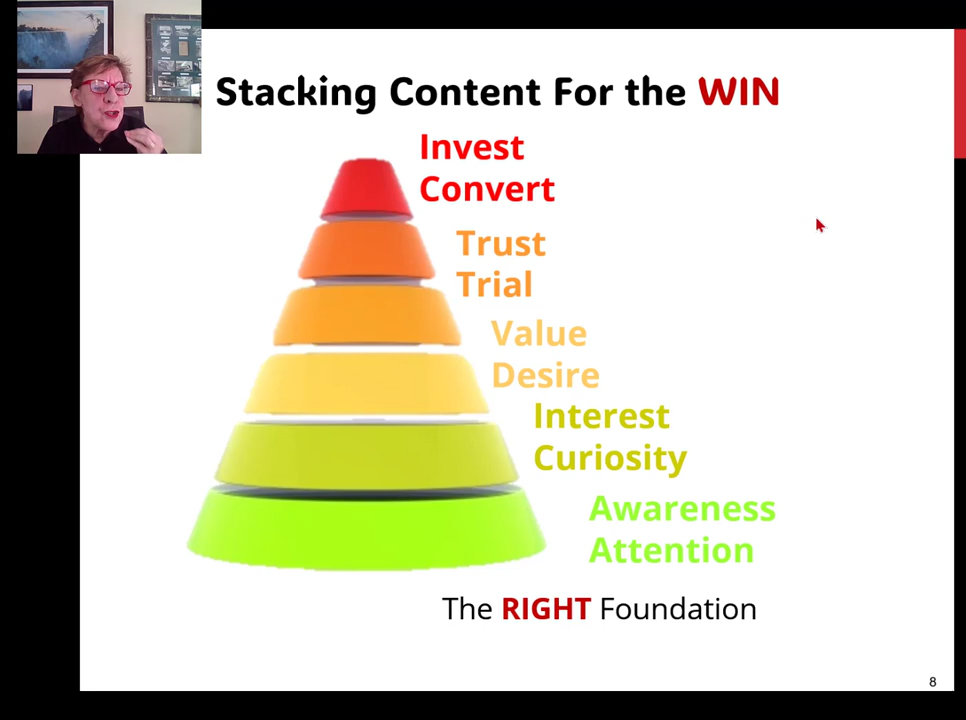 Stacking Content For the WIN
Invest
Convert
Trust
Trial
Value
Desire
Interest
Curiosity
Awareness
Attention
The RIGHT Foundation
8